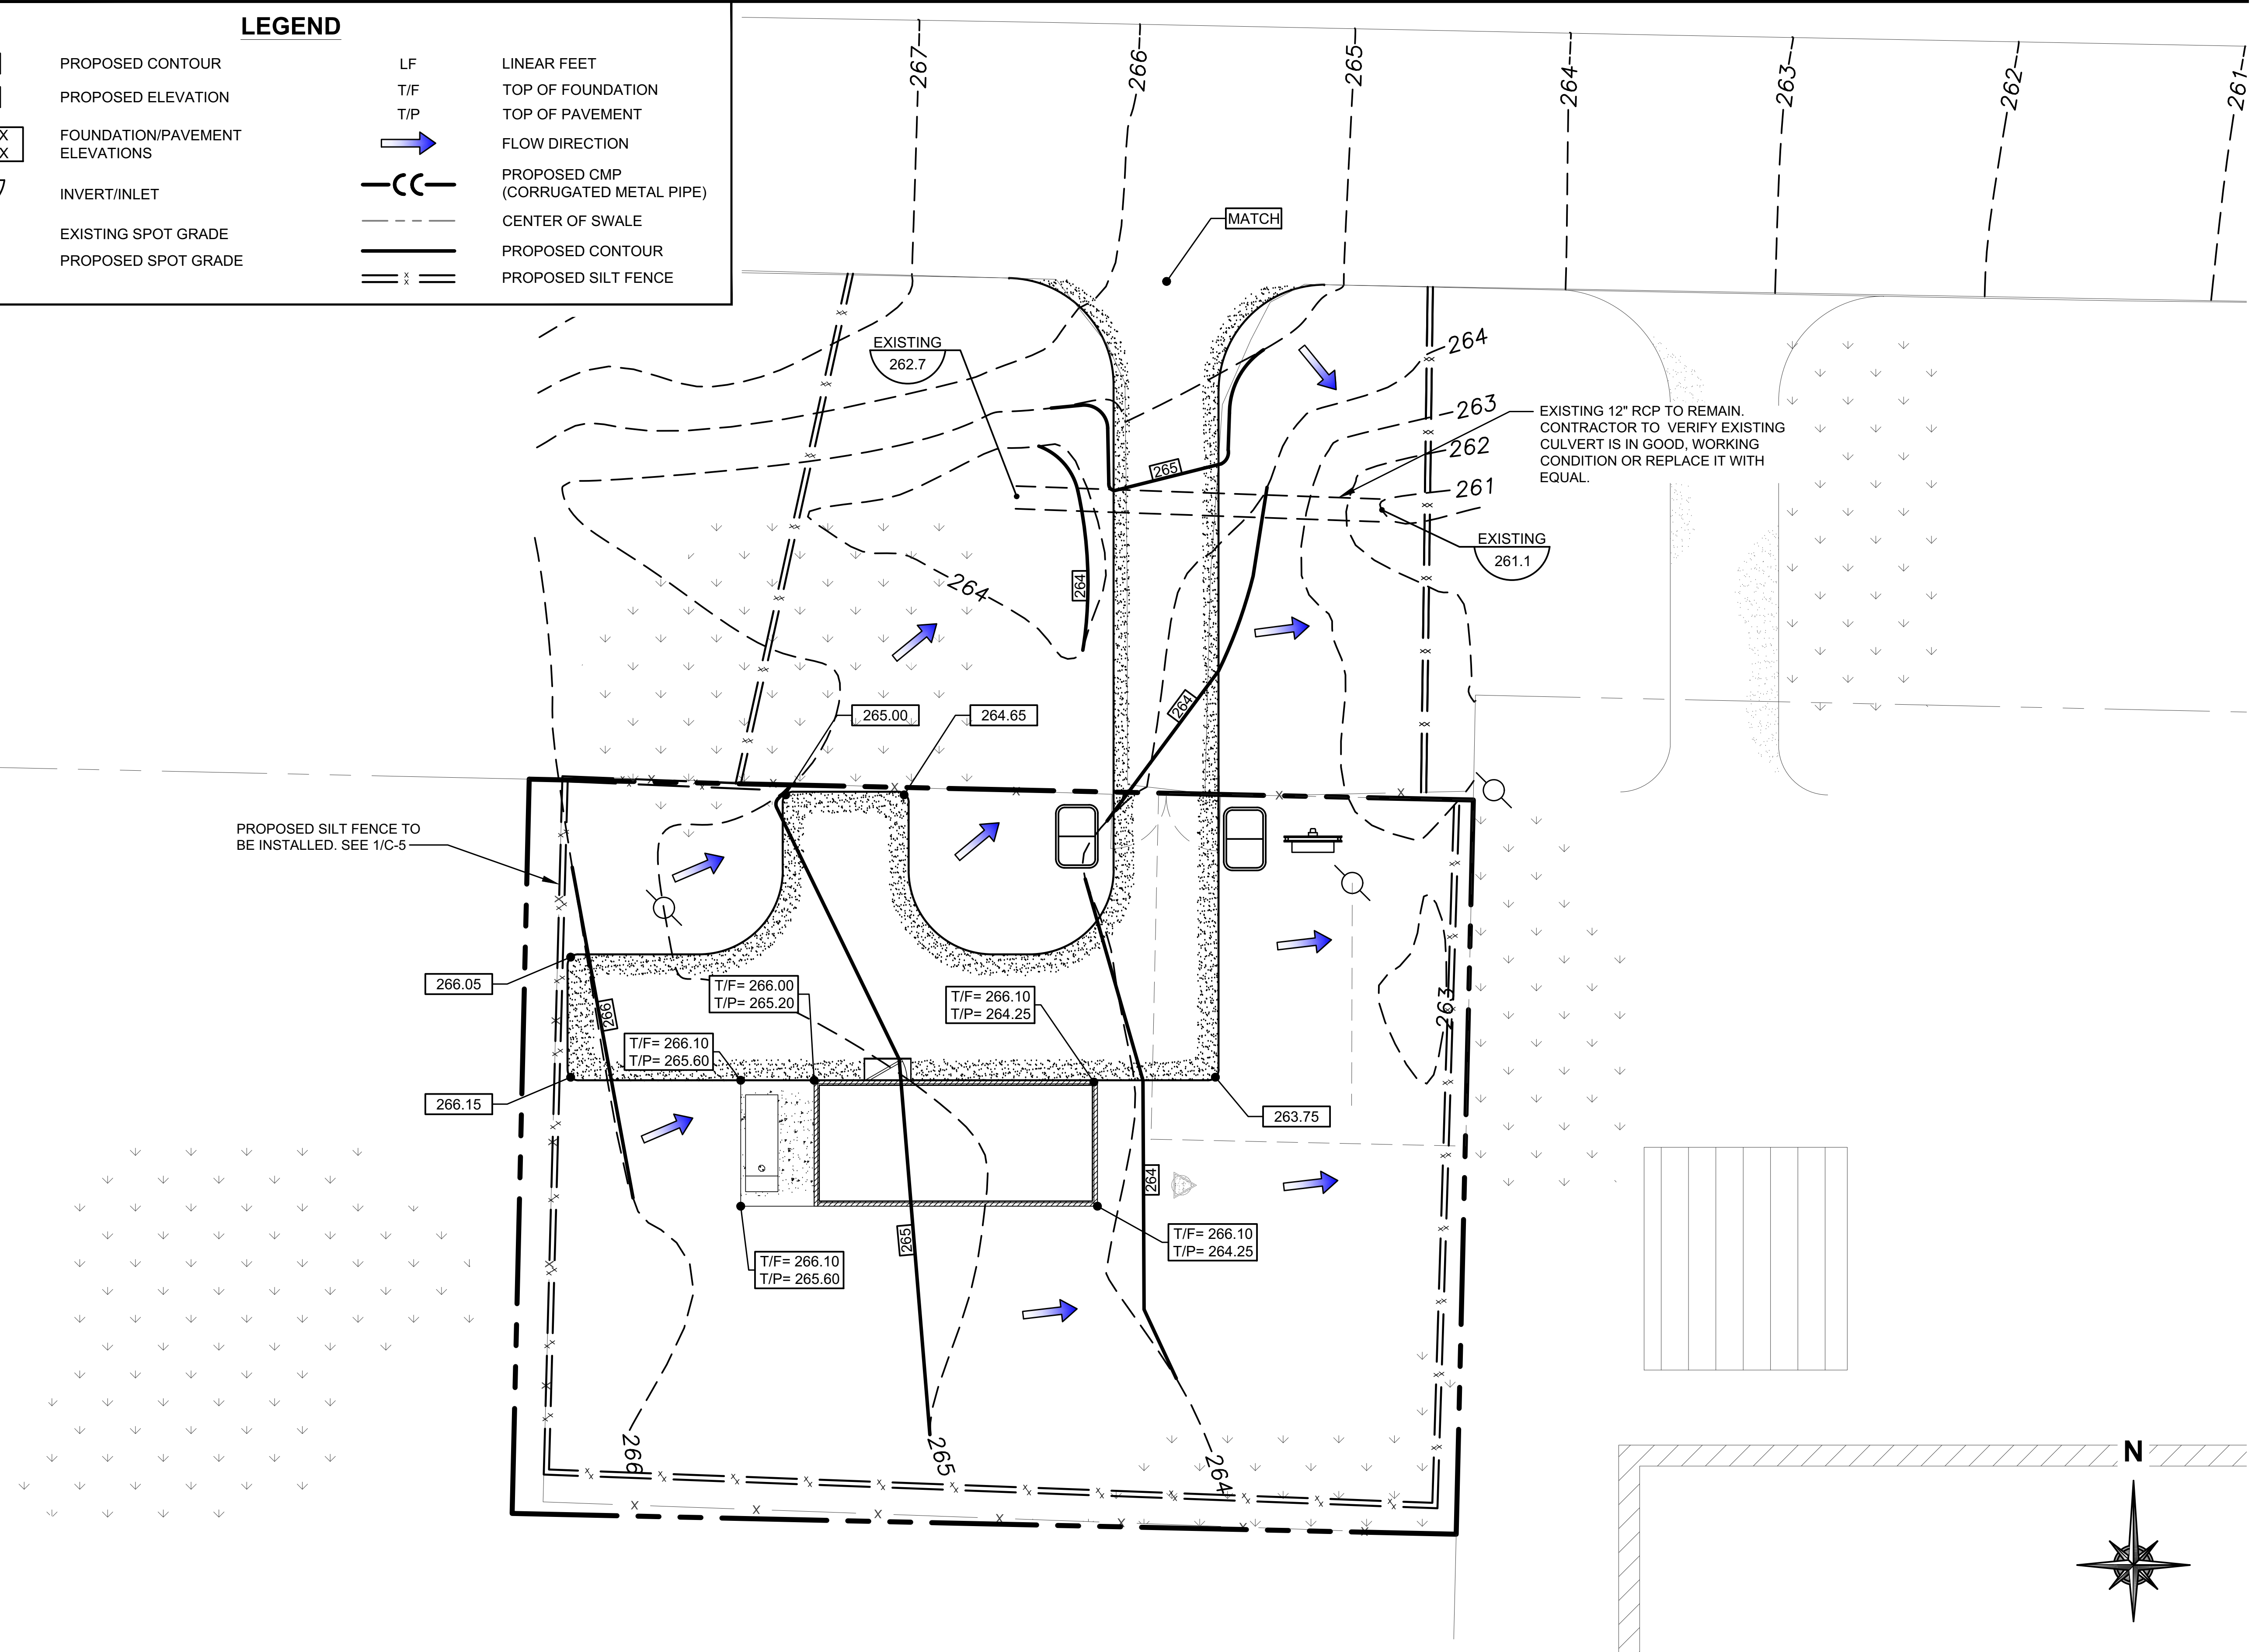 LEGEND
PROPOSED CONTOUR
PROPOSED ELEVATION
X
X
FOUNDATION/PAVEMENT
ELEVATIONS
INVERT/INLET
EXISTING SPOT GRADE
PROPOSED SPOT GRADE
LF LINEAR FEET
T/F TOP OF FOUNDATION
T/P TOP OF PAVEMENT
FLOW DIRECTION
PROPOSED CMP
(CORRUGATED METAL PIPE)
CENTER OF SWALE
PROPOSED CONTOUR
PROPOSED SILT FENCE
267
266
265
264
263
262
261
MATCH
EXISTING
262.7
264
263
262
261
EXISTING 12" RCP TO REMAIN.
CONTRACTOR TO VERIFY EXISTING
CULVERT IS IN GOOD, WORKING
CONDITION OR REPLACE IT WITH
EQUAL.
265
EXISTING
261.1
264
264
264
265.00
264.65
PROPOSED SILT FENCE TO
BE INSTALLED. SEE 1/C-5
266.05
T/F= 266.00
T/P= 265.20
T/F= 266.10
T/P= 264.25
266
263
T/F= 266.10
T/P= 265.60
266.15
263.75
264
265
T/F= 266.10
T/P= 264.25
T/F= 266.10
T/P= 265.60
266
265
264
N